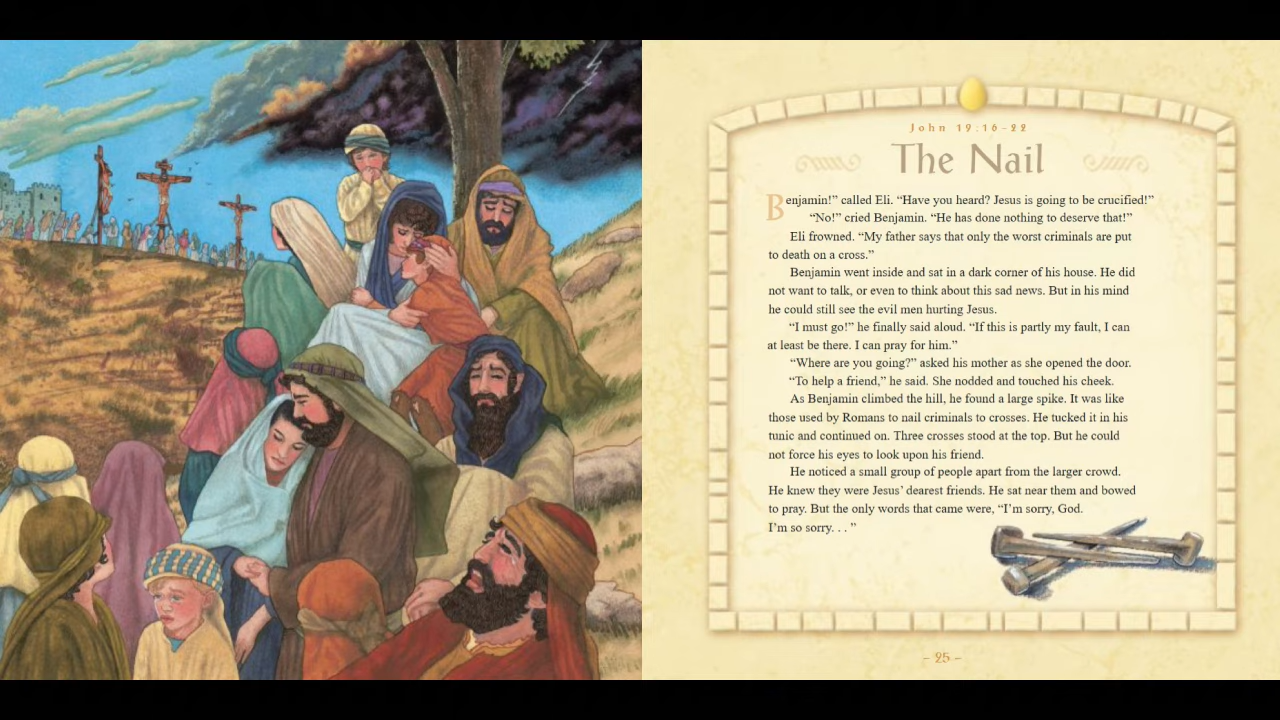 John 19:16-22
The Nail
Benjamin!” called Eli. “Have you heard? Jesus is going to be crucified!”
“No!” cried Benjamin. “He has done nothing to deserve that!”
Eli frowned. “My father says that only the worst criminals are put
to death on a cross.”
Benjamin went inside and sat in a dark corner of his house. He did
not want to talk, or even to think about this sad news. But in his mind
he could still see the evil men hurting Jesus.
“I must go!” he finally said aloud. “If this is partly my fault, I can
at least be there. I can pray for him.”
“Where are you going?” asked his mother as she opened the door.
“To help a friend,” he said. She nodded and touched his cheek.
As Benjamin climbed the hill, he found a large spike. It was like
those used by Romans to nail criminals to crosses. He tucked it in his
tunic and continued on. Three crosses stood at the top. But he could
not force his eyes to look upon his friend.
He noticed a small group of people apart from the larger crowd.
He knew they were Jesus’ dearest friends. He sat near them and bowed
to pray. But the only words that came were, “I’m sorry, God.
I’m so sorry. . . ”
– 25 –